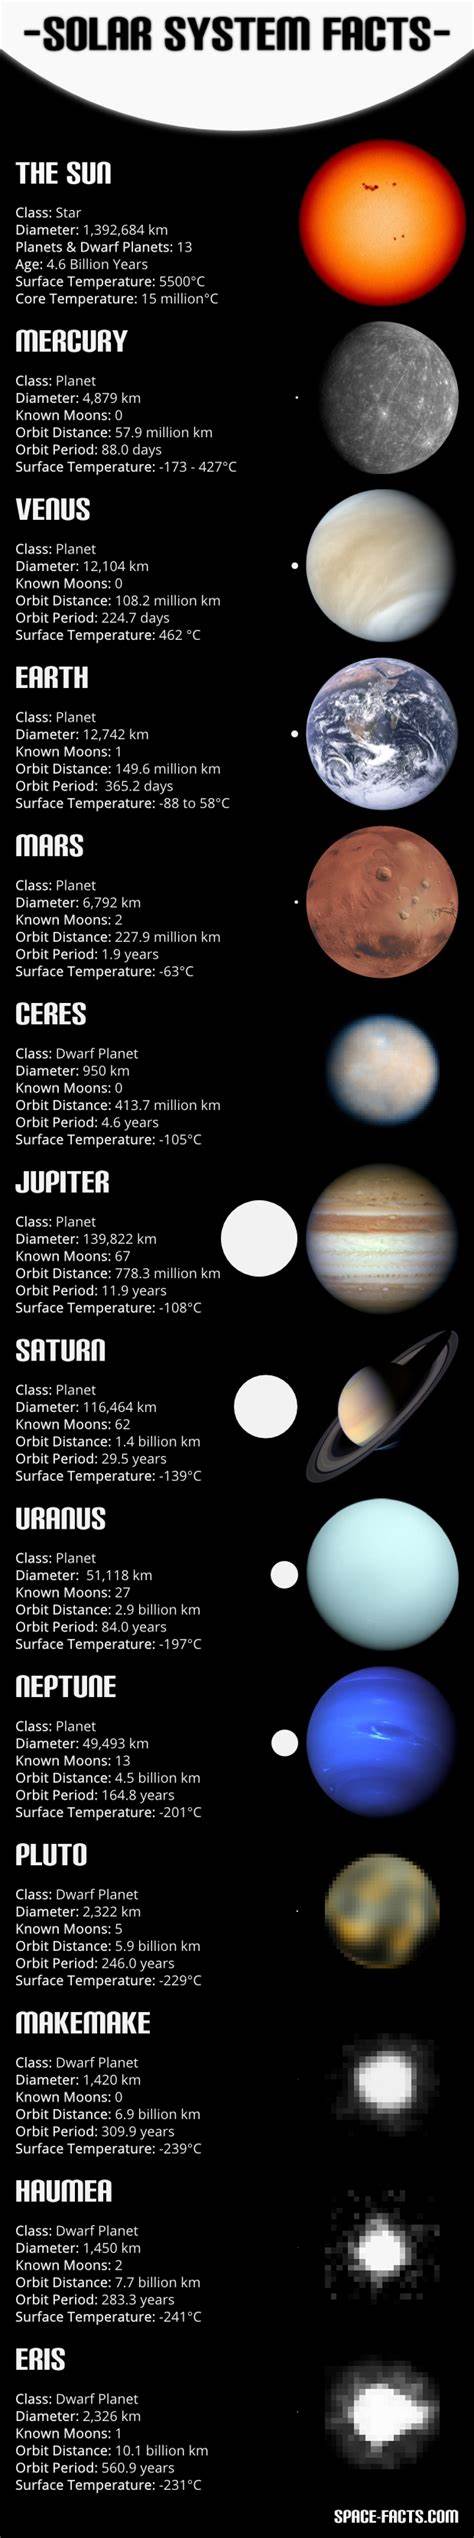 -SOLAR SYSTEM FACTS-
THE SUN
Class: Star
Diameter: 1,392,684 km
Planets & Dwarf Planets: 13
Age: 4.6 Billion Years
Surface Temperature: 5500°C
Core Temperature: 15 million°C
MERCURY
Class: Planet
Diameter: 4,879 km
Known Moons: 0
Orbit Distance: 57.9 million km
Orbit Period: 88.0 days
Surface Temperature: -173 - 427°C
VENUS
Class: Planet
Diameter: 12,104 km
Known Moons: 0
Orbit Distance: 108.2 million km
Orbit Period: 224.7 days
Surface Temperature: 462 °C
EARTH
Class: Planet
Diameter: 12,742 km
Known Moons: 1
Orbit Distance: 149.6 million km
Orbit Period: 365.2 days
Surface Temperature: -88 to 58°C
MARS
Class: Planet
Diameter: 6,792 km
Known Moons: 2
Orbit Distance: 227.9 million km
Orbit Period: 1.9 years
Surface Temperature: -63°C
CERES
Class: Dwarf Planet
Diameter: 950 km
Known Moons: 0
Orbit Distance: 413.7 million km
Orbit Period: 4.6 years
Surface Temperature: -105°C
JUPITER
Class: Planet
Diameter: 139,822 km
Known Moons: 67
Orbit Distance: 778.3 million km
Orbit Period: 11.9 years
Surface Temperature: -108°C
SATURN
Class: Planet
Diameter: 116,464 km
Known Moons: 62
Orbit Distance: 1.4 billion km
Orbit Period: 29.5 years
Surface Temperature: -139°C
URANUS
Class: Planet
Diameter: 51,118 km
Known Moons: 27
Orbit Distance: 2.9 billion km
Orbit Period: 84.0 years
Surface Temperature: -197°C
NEPTUNE
Class: Planet
Diameter: 49,493 km
Known Moons: 13
Orbit Distance: 4.5 billion km
Orbit Period: 164.8 years
Surface Temperature: -201°C
PLUTO
Class: Dwarf Planet
Diameter: 2,322 km
Known Moons: 5
Orbit Distance: 5.9 billion km
Orbit Period: 246.0 years
Surface Temperature: -229°C
MAKEMAKE
Class: Dwarf Planet
Diameter: 1,420 km
Known Moons: 0
Orbit Distance: 6.9 billion km
Orbit Period: 309.9 years
Surface Temperature: -239°C
HAUMEA
Class: Dwarf Planet
Diameter: 1,450 km
Known Moons: 2
Orbit Distance: 7.7 billion km
Orbit Period: 283.3 years
Surface Temperature: -241°C
ERIS
Class: Dwarf Planet
Diameter: 2,326 km
Known Moons: 1
Orbit Distance: 10.1 billion km
Orbit Period: 560.9 years
Surface Temperature: -231°C
SPACE-FACTS.COM